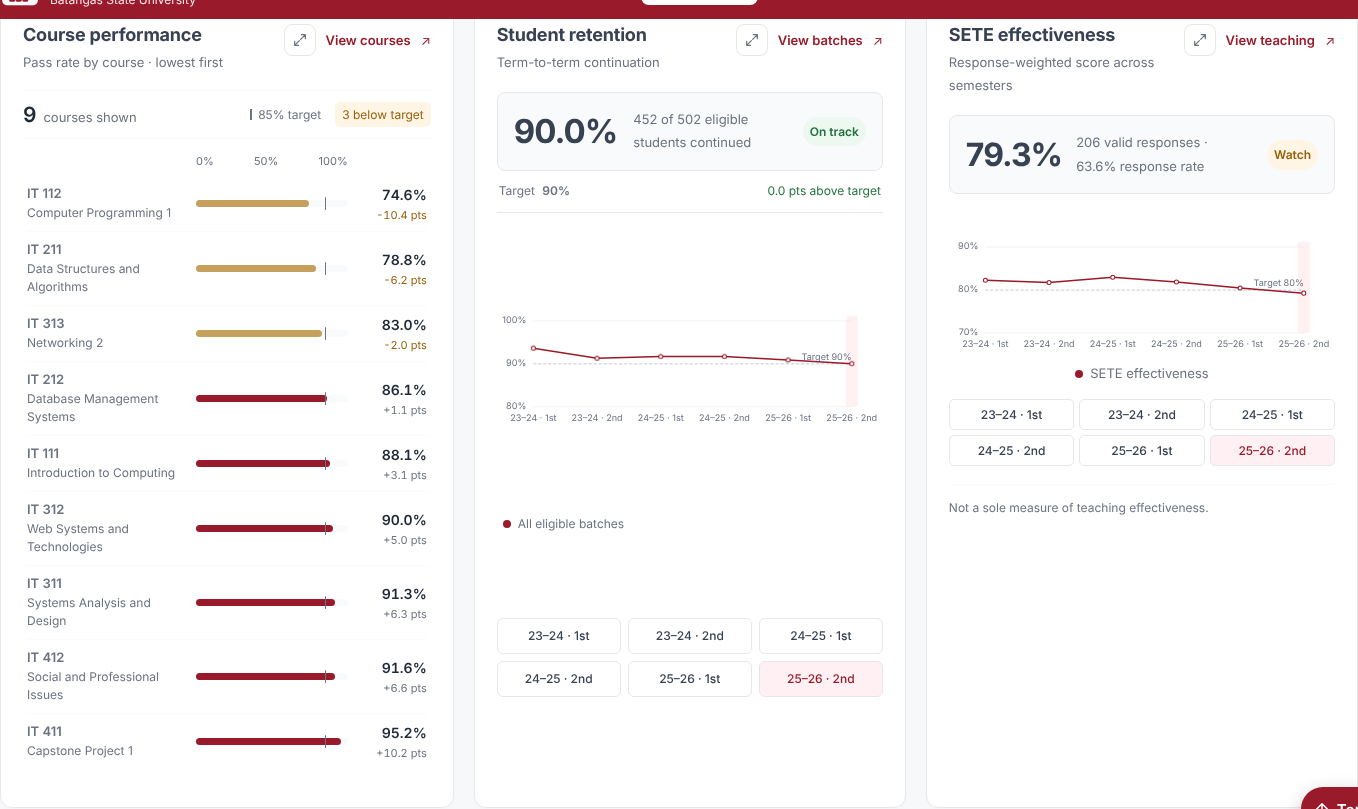 Batangas State University
Course performance
View courses
Pass rate by course · lowest first
9 courses shown
85% target
3 below target
0% 50% 100%
IT 112
Computer Programming 1
74.6%
-10.4 pts
IT 211
Data Structures and
Algorithms
78.8%
-6.2 pts
IT 313
Networking 2
83.0%
-2.0 pts
IT 212
Database Management
Systems
86.1%
+1.1 pts
IT 111
Introduction to Computing
88.1%
+3.1 pts
IT 312
Web Systems and
Technologies
90.0%
+5.0 pts
IT 311
Systems Analysis and
Design
91.3%
+6.3 pts
IT 412
Social and Professional
Issues
91.6%
+6.6 pts
IT 411
Capstone Project 1
95.2%
+10.2 pts
Student retention
View batches
Term-to-term continuation
90.0%
452 of 502 eligible
students continued
On track
Target 90%
0.0 pts above target
100%
90%
80%
Target 90%
23–24 · 1st 23–24 · 2nd 24–25 · 1st 24–25 · 2nd 25–26 · 1st 25–26 · 2nd
All eligible batches
23–24 · 1st 23–24 · 2nd 24–25 · 1st
24–25 · 2nd 25–26 · 1st 25–26 · 2nd
SETE effectiveness
View teaching
Response-weighted score across
semesters
79.3%
206 valid responses ·
63.6% response rate
Watch
90%
80%
70%
Target 80%
23–24 · 1st 23–24 · 2nd 24–25 · 1st 24–25 · 2nd 25–26 · 1st 25–26 · 2nd
SETE effectiveness
23–24 · 1st 23–24 · 2nd 24–25 · 1st
24–25 · 2nd 25–26 · 1st 25–26 · 2nd
Not a sole measure of teaching effectiveness.